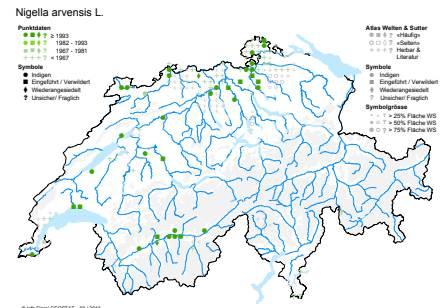 Nigella arvensis L.
Punktdaten
? ≥ 1993
? 1982 - 1993
? 1967 - 1981
? < 1967
Symbole
Indigen
Eingeführt / Verwildert
Wiederangesiedelt
? Unsicher/ Fraglich
Atlas Welten & Sutter
? «Häufig»
? «Selten»
? Herbar &
Literatur
Symbole
Indigen
Eingeführt / Verwildert
Wiederangesiedelt
? Unsicher/ Fraglich
Symbolgrösse
? > 25% Fläche WS
? > 50% Fläche WS
? > 75% Fläche WS